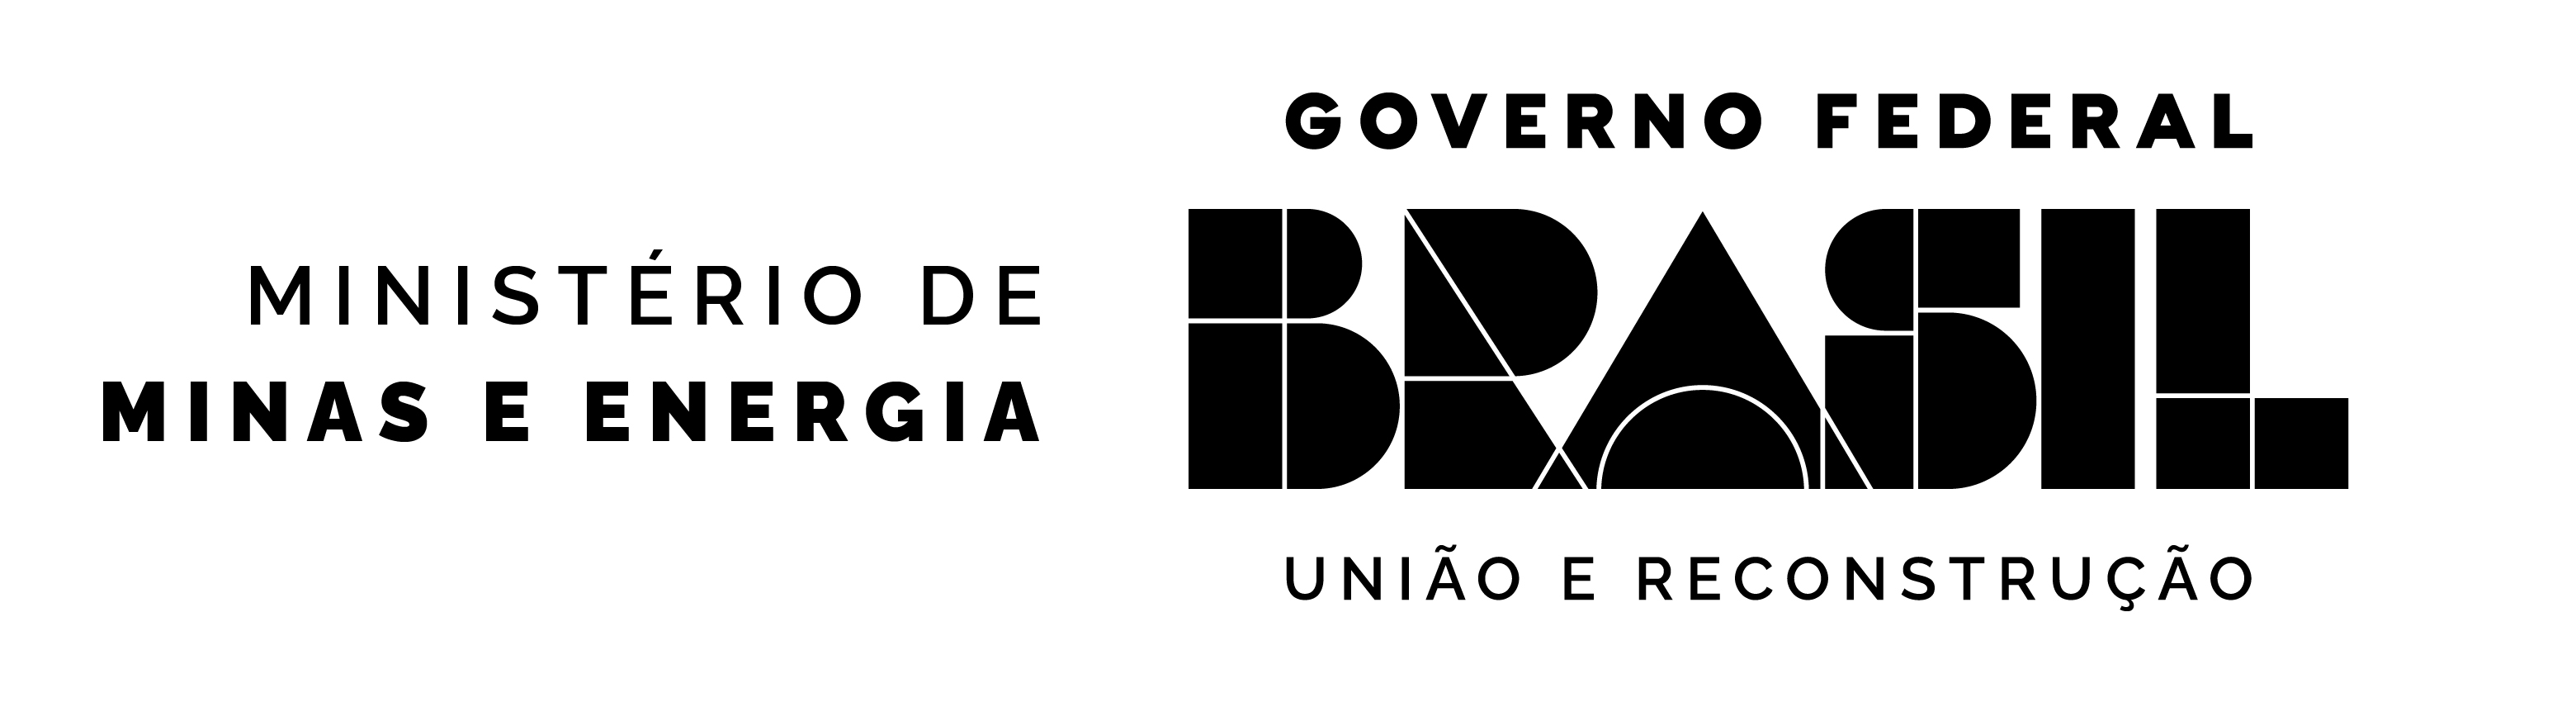 MINISTÉRIO DE
MINAS E ENERGIA
GOVERNO FEDERAL
BRASIL
UNIÃO E RECONSTRUÇÃO